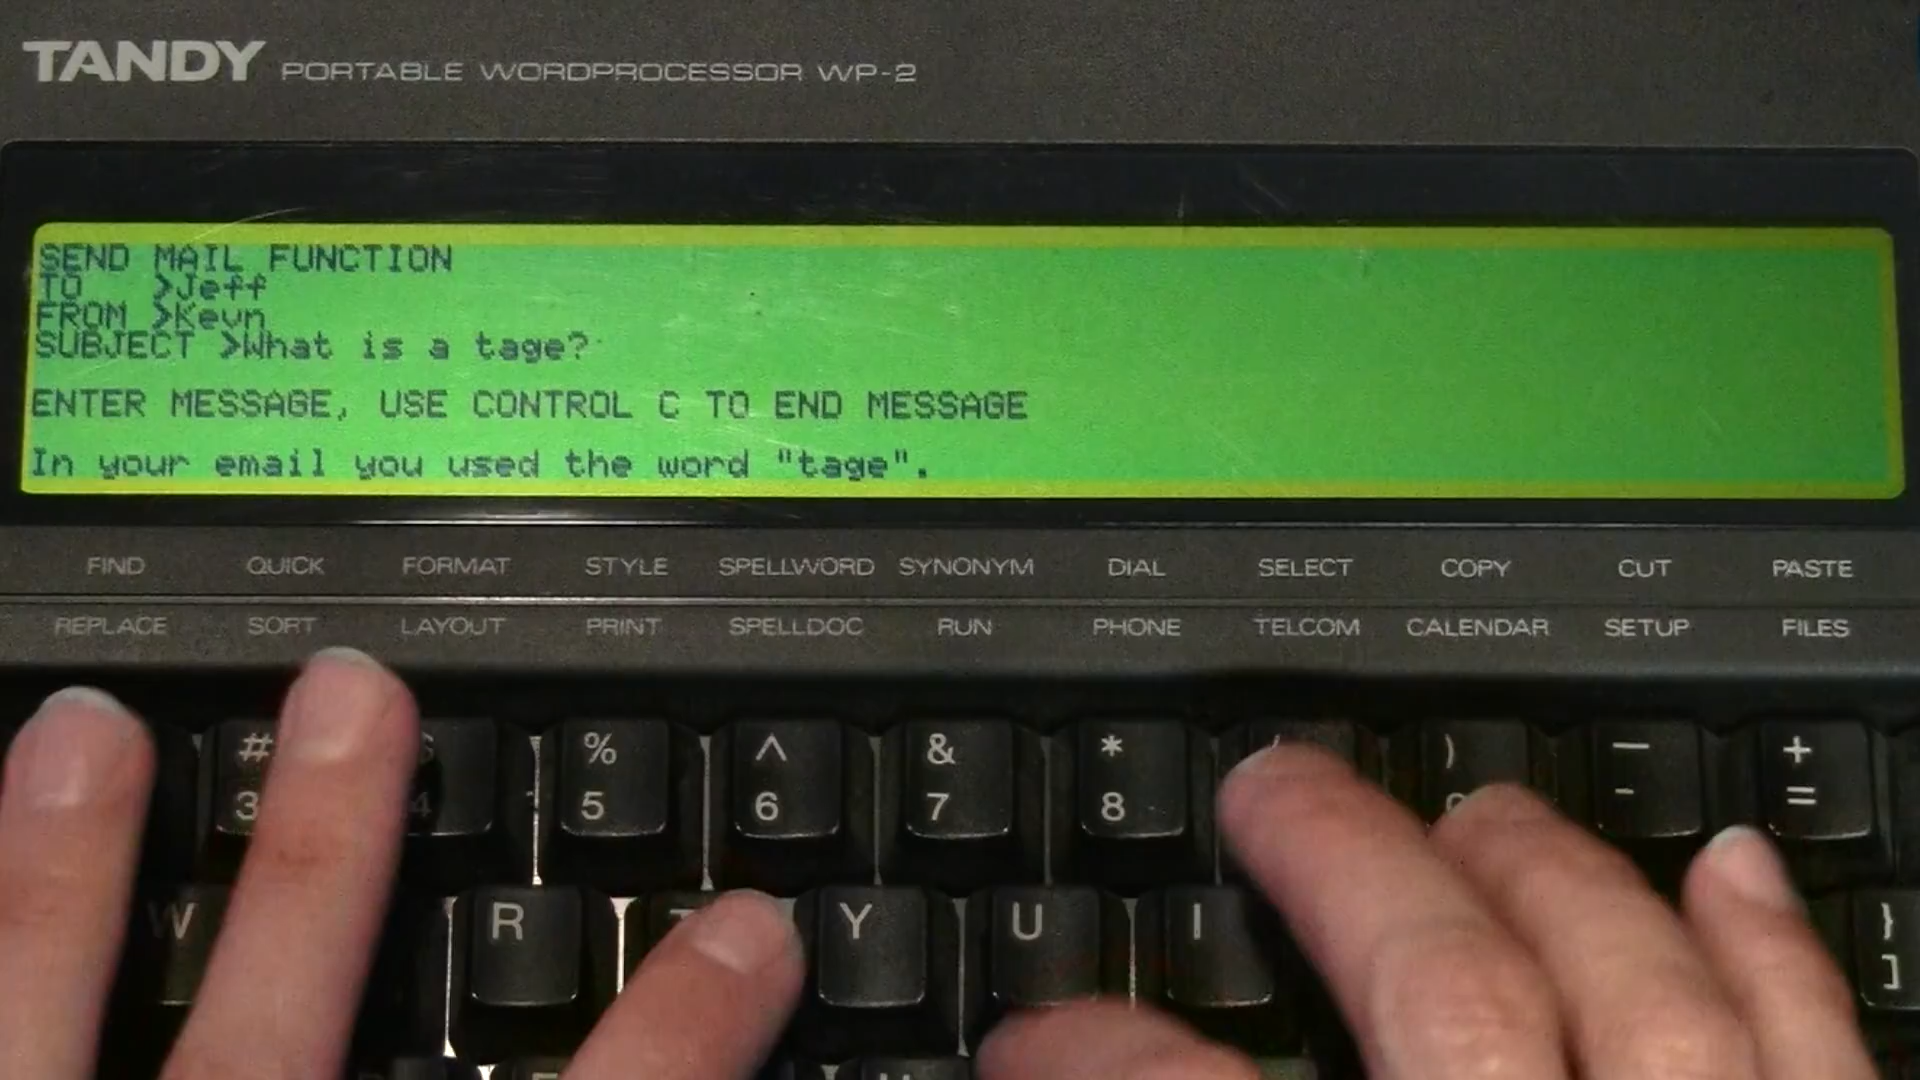 TANDY PORTABLE WORDPROCESSOR WP-2
SEND MAIL FUNCTION
TO >Jeff
FROM >Kevn
SUBJECT >What is a tage?
ENTER MESSAGE, USE CONTROL C TO END MESSAGE
In your email you used the word "tage".
FIND QUICK FORMAT STYLE SPELLWORD SYNONYM DIAL SELECT COPY CUT PASTE
REPLACE SORT LAYOUT PRINT SPELLDOC RUN PHONE TELCOM CALENDAR SETUP FILES
# % ^ & * ) — +
3 4 5 6 7 8 - =
W R Y U I }
]